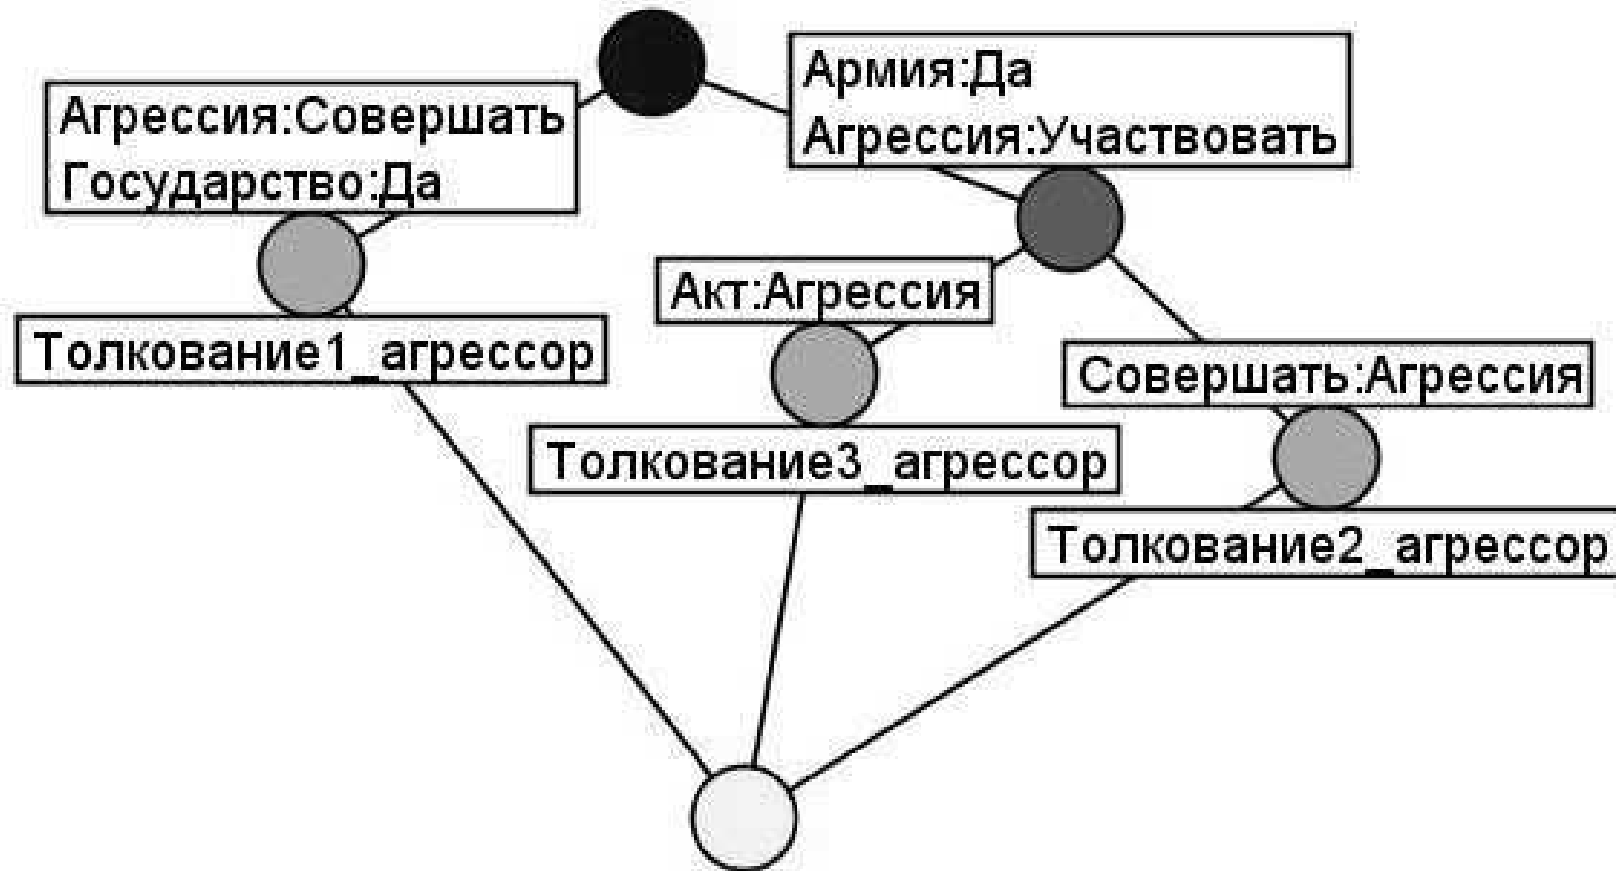 Армия:Да
Агрессия:Участвовать
Агрессия:Совершать
Государство:Да
Акт:Агрессия
Толкование1_агрессор
Совершать:Агрессия
Толкование3_агрессор
Толкование2_агрессор